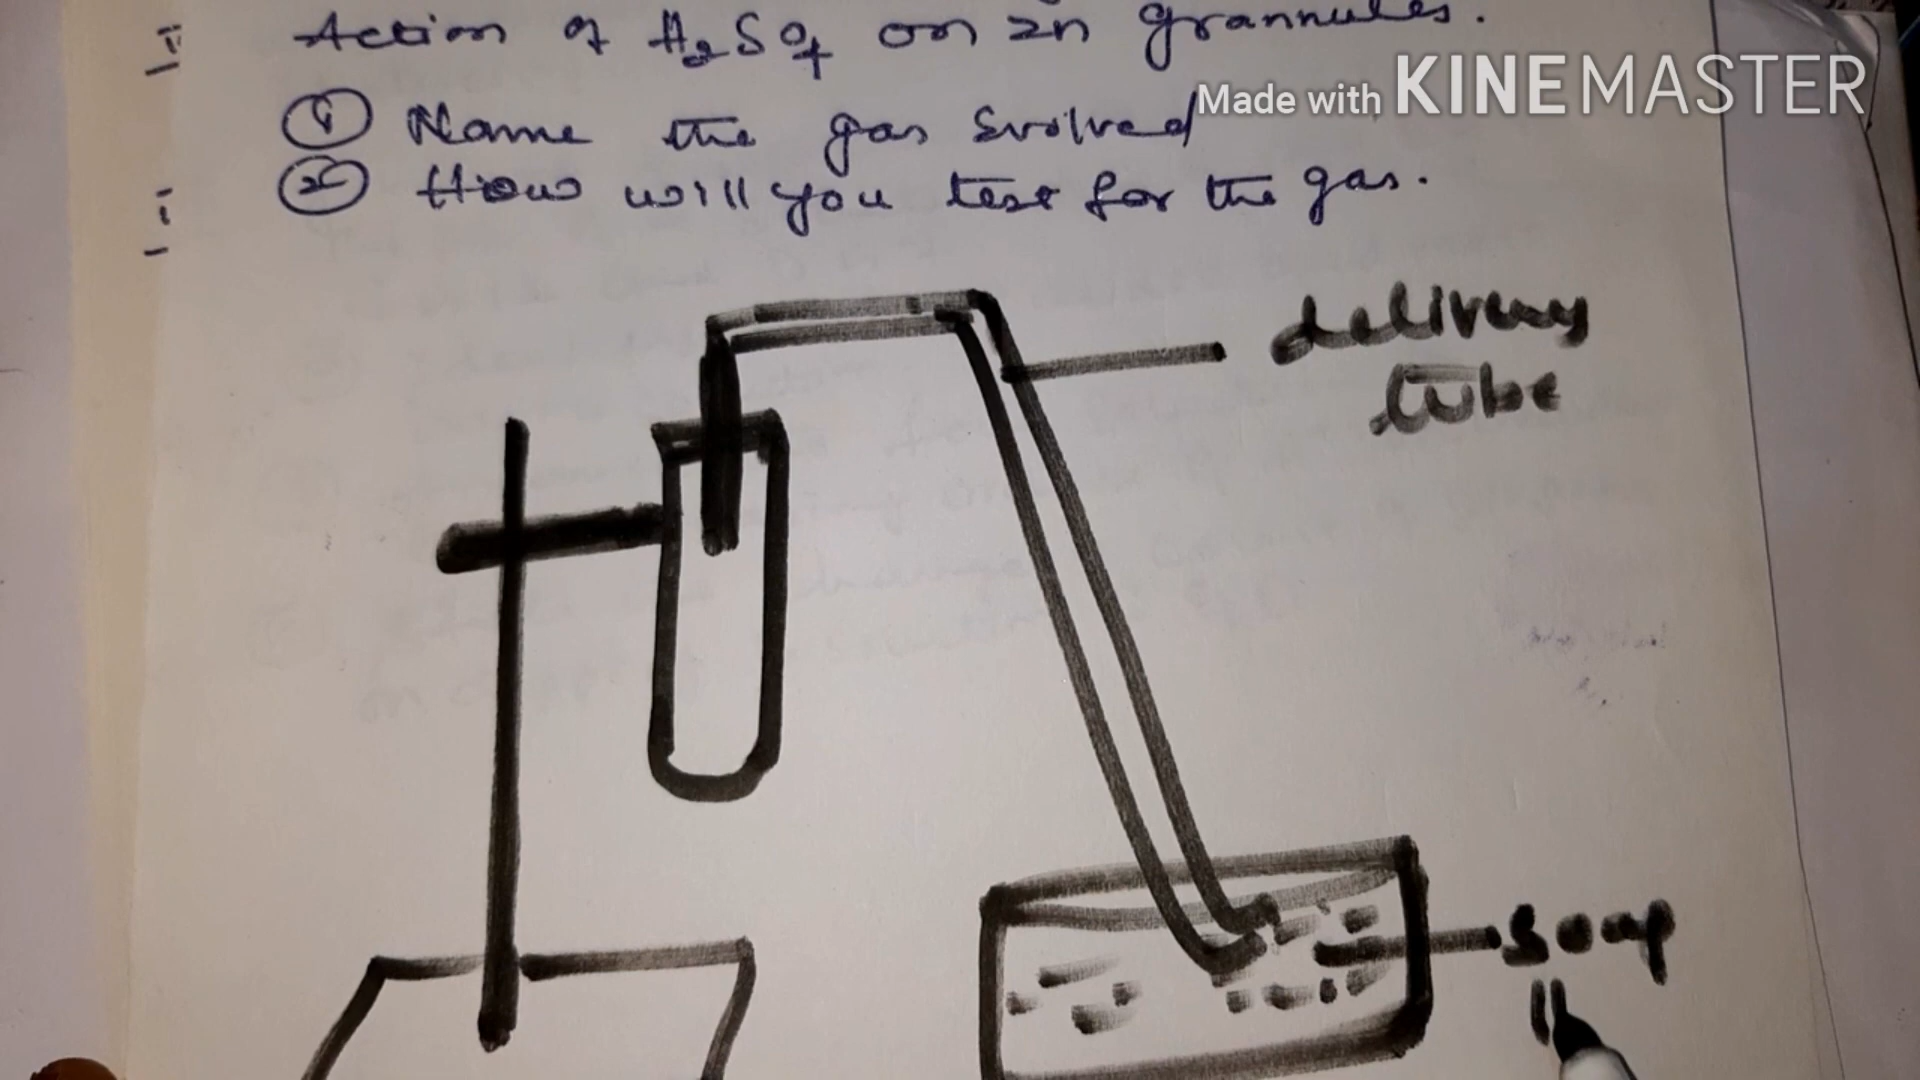 Action of H2SO4 on Zn Grannules.
Made with KINEMASTER
① Name the gas Evolved
② How will you test for the gas.
delivery
tube
soap